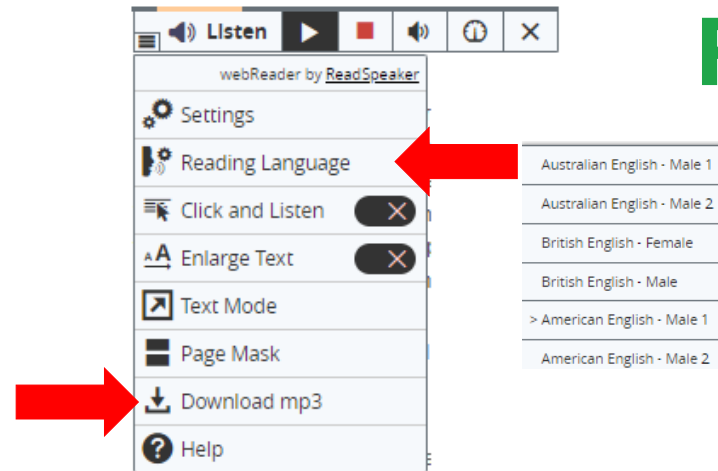 Listen
webReader by ReadSpeaker
Settings
Reading Language
Click and Listen
Enlarge Text
Text Mode
Page Mask
Download mp3
Help
Australian English - Male 1
Australian English - Male 2
British English - Female
British English - Male
> American English - Male 1
American English - Male 2